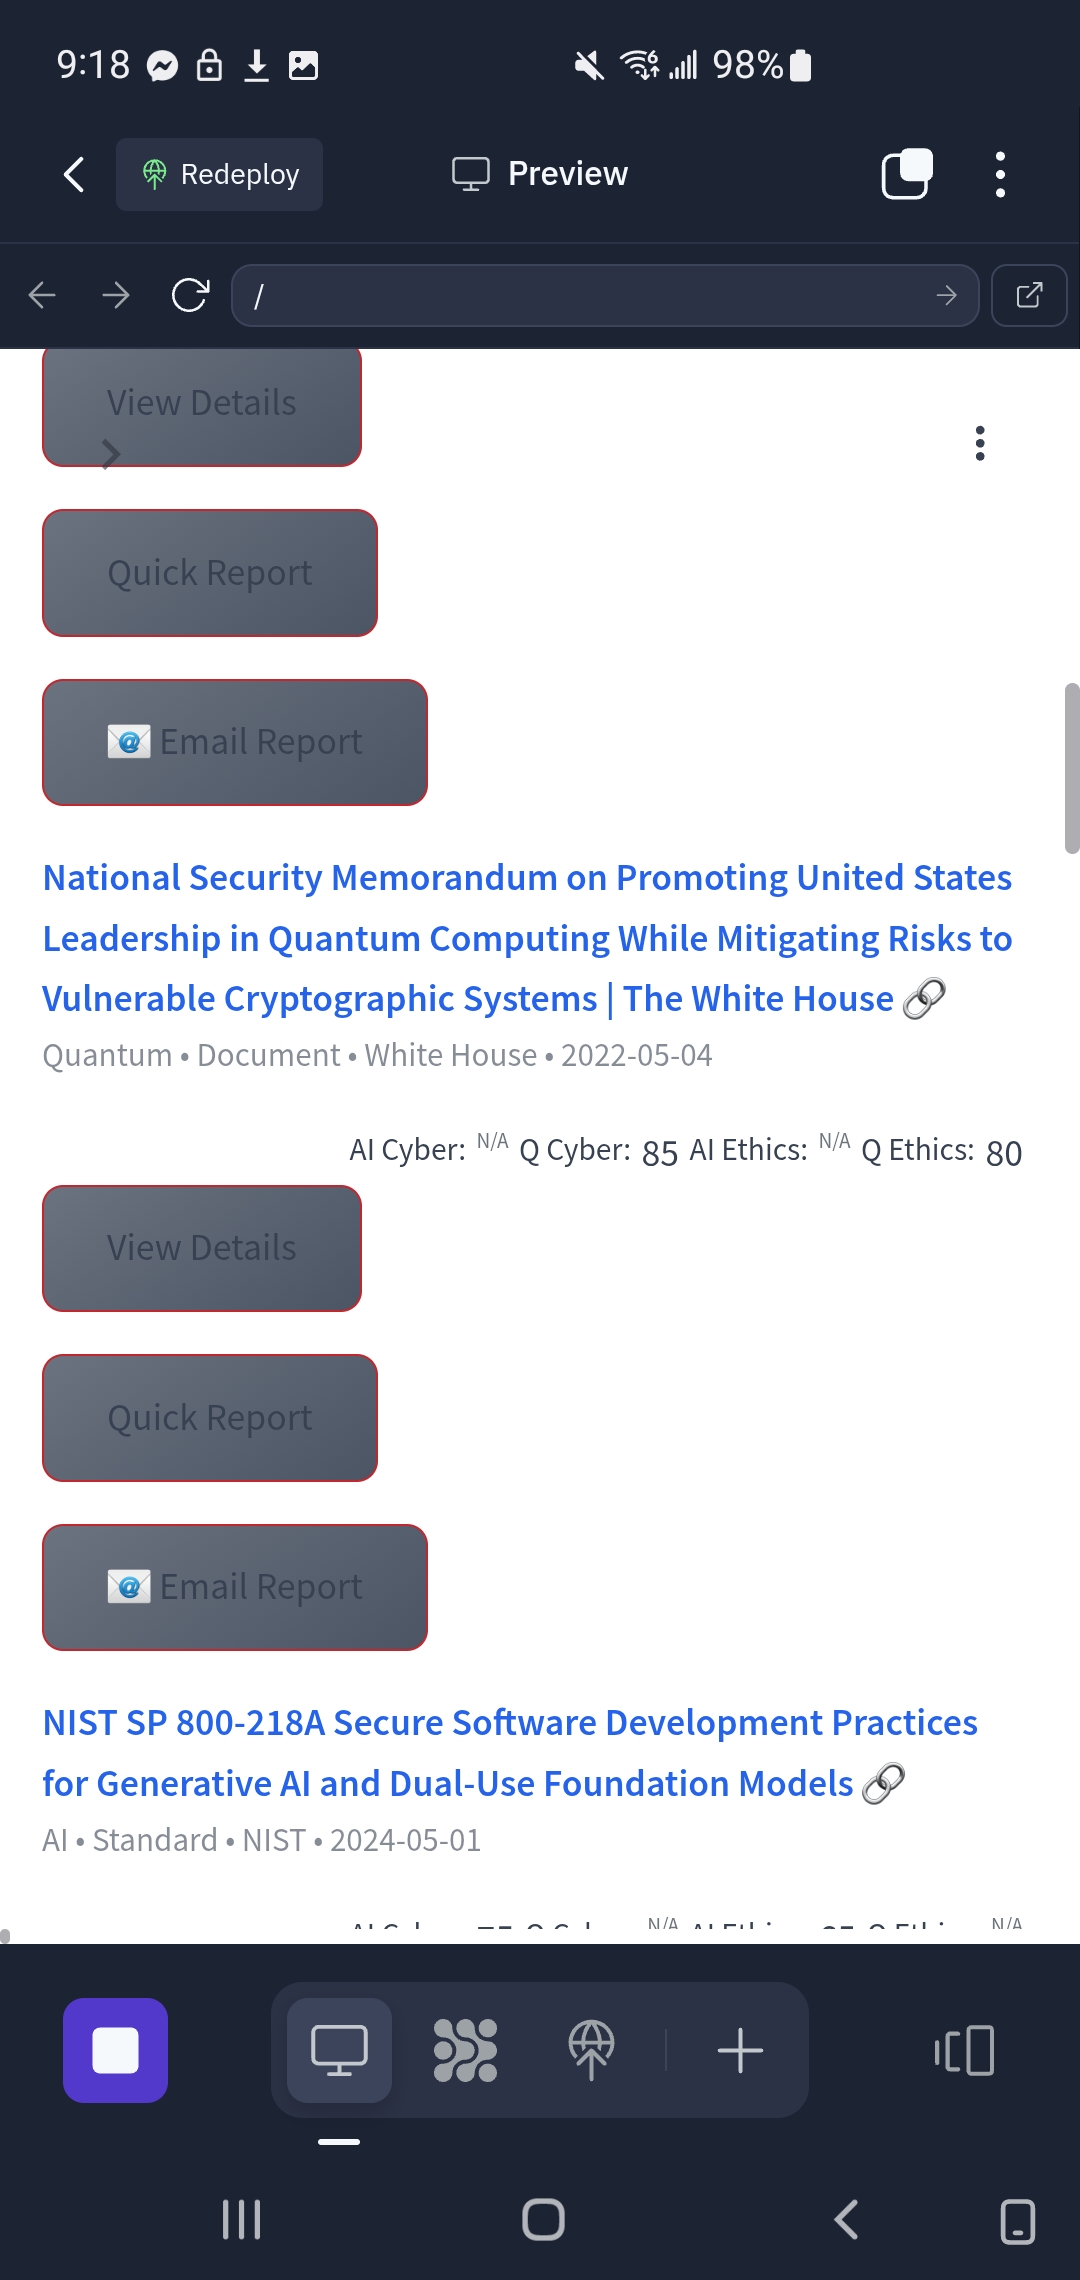 9:18
98%
Redeploy
Preview
/
View Details
Quick Report
Email Report
National Security Memorandum on Promoting United States
Leadership in Quantum Computing While Mitigating Risks to
Vulnerable Cryptographic Systems | The White House
Quantum • Document • White House • 2022-05-04
AI Cyber: N/A Q Cyber: 85 AI Ethics: N/A Q Ethics: 80
View Details
Quick Report
Email Report
NIST SP 800-218A Secure Software Development Practices
for Generative AI and Dual-Use Foundation Models
AI • Standard • NIST • 2024-05-01
N/A N/A